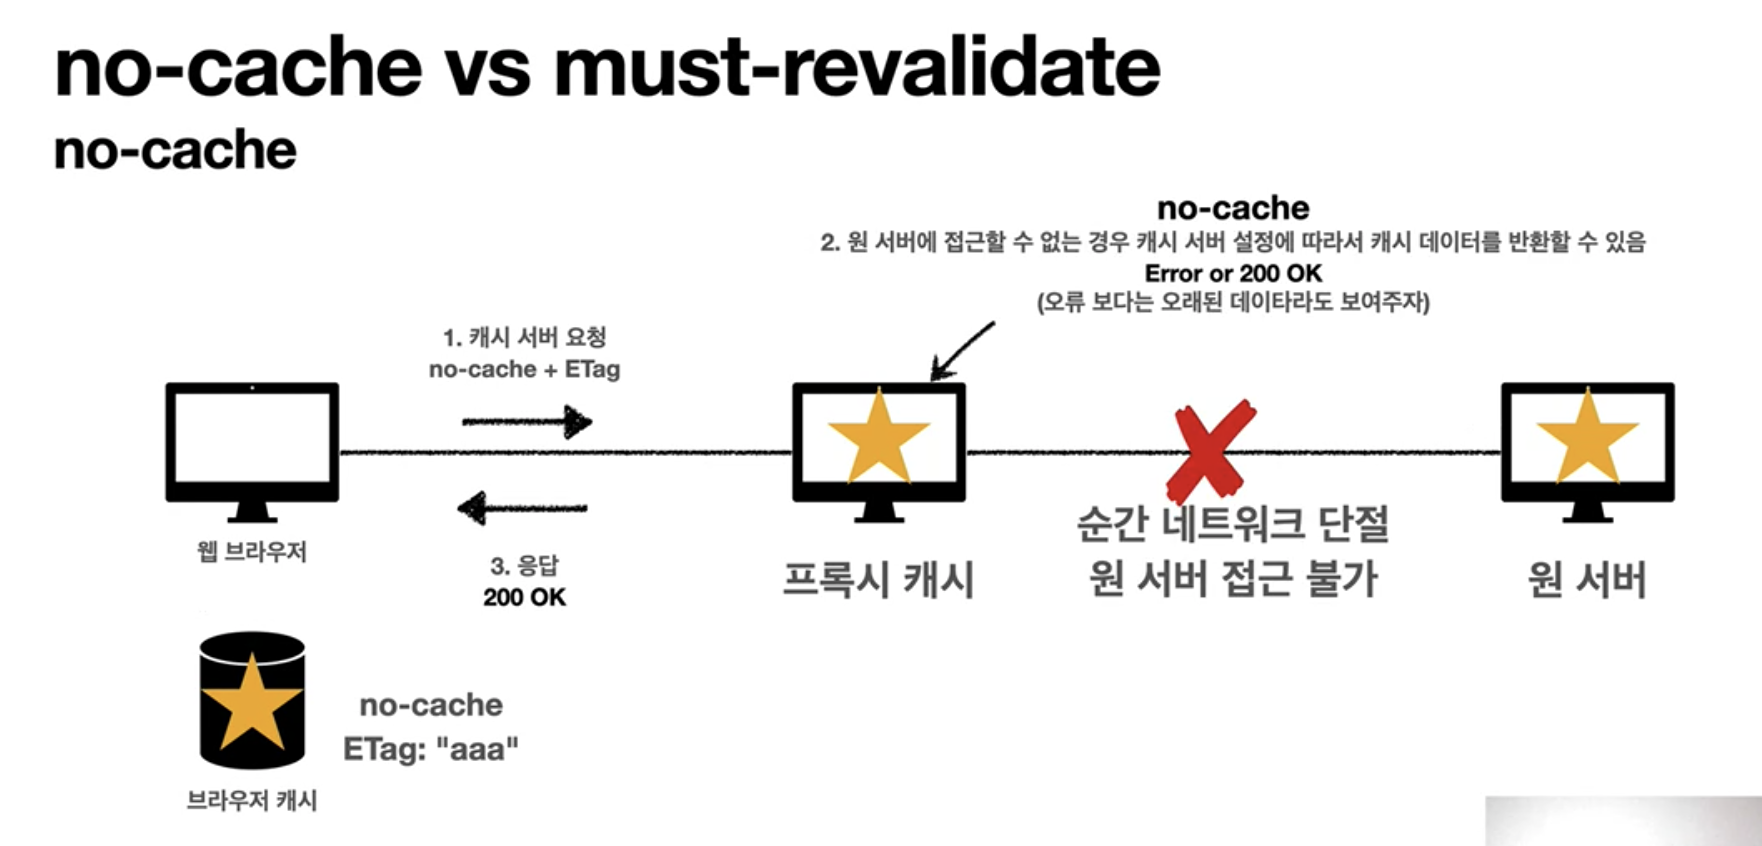 no-cache vs must-revalidate
no-cache
no-cache
2. 원 서버에 접근할 수 없는 경우 캐시 서버 설정에 따라서 캐시 데이터를 반환할 수 있음
Error or 200 OK
(오류 보다는 오래된 데이타라도 보여주자)
1. 캐시 서버 요청
no-cache + ETag
웹 브라우저
3. 응답
200 OK
프록시 캐시
순간 네트워크 단절
원 서버 접근 불가
원 서버
no-cache
ETag: "aaa"
브라우저 캐시